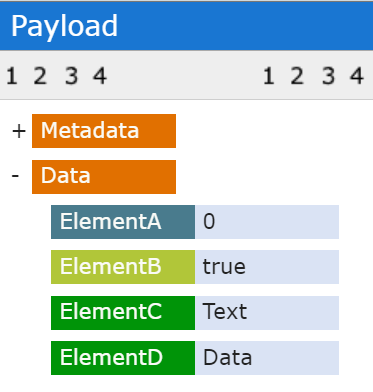 Payload
1 2 3 4 1 2 3 4
+ Metadata
- Data
ElementA 0
ElementB true
ElementC Text
ElementD Data